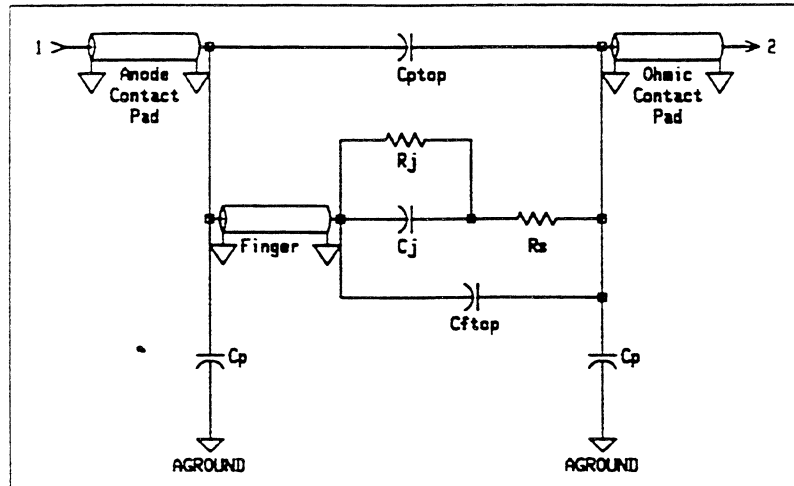 1
2
Anode
Contact
Pad
Cptop
Ohmic
Contact
Pad
Rj
Finger
Cj
Rs
Cftop
Cp
Cp
AGROUND
AGROUND